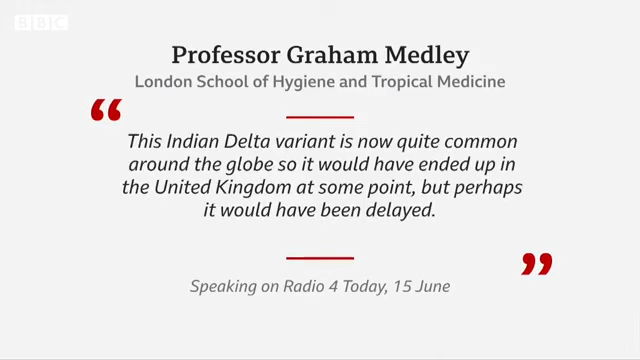 BBC
Professor Graham Medley
London School of Hygiene and Tropical Medicine
“
This Indian Delta variant is now quite common
around the globe so it would have ended up in
the United Kingdom at some point, but perhaps
it would have been delayed.
”
Speaking on Radio 4 Today, 15 June